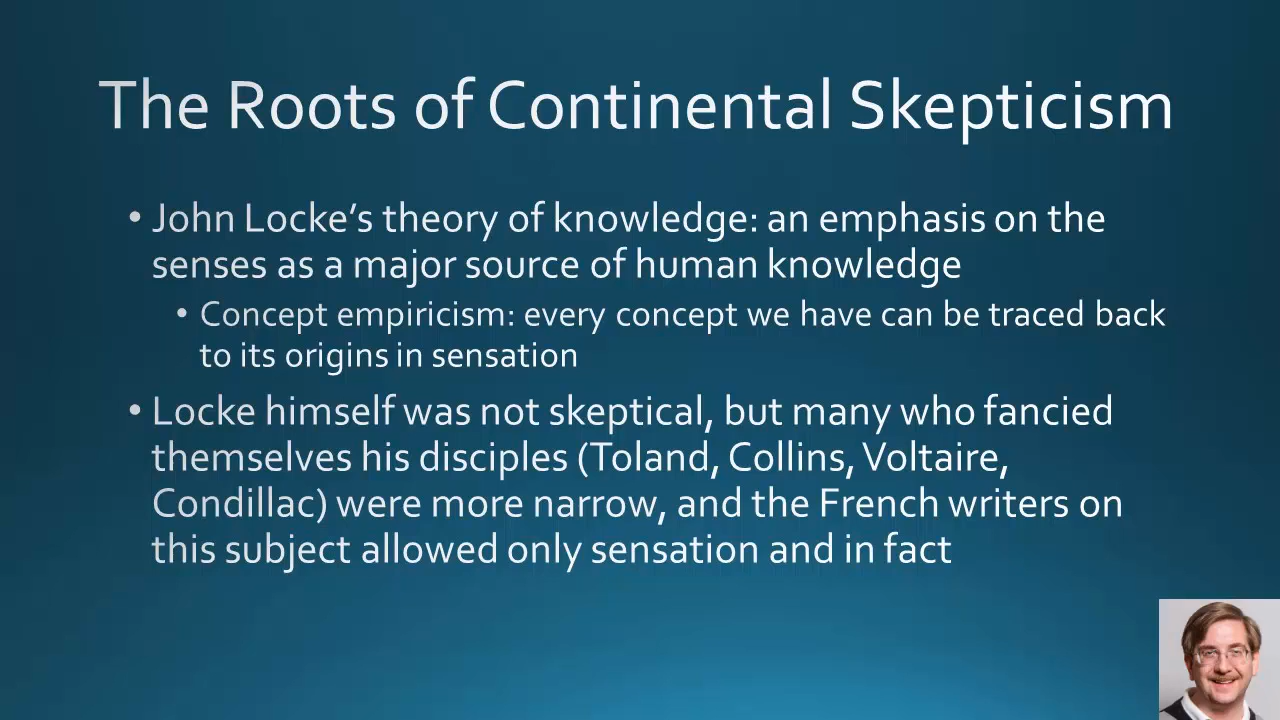 The Roots of Continental Skepticism
• John Locke’s theory of knowledge: an emphasis on the
senses as a major source of human knowledge
• Concept empiricism: every concept we have can be traced back
to its origins in sensation
• Locke himself was not skeptical, but many who fancied
themselves his disciples (Toland, Collins, Voltaire,
Condillac) were more narrow, and the French writers on
this subject allowed only sensation and in fact